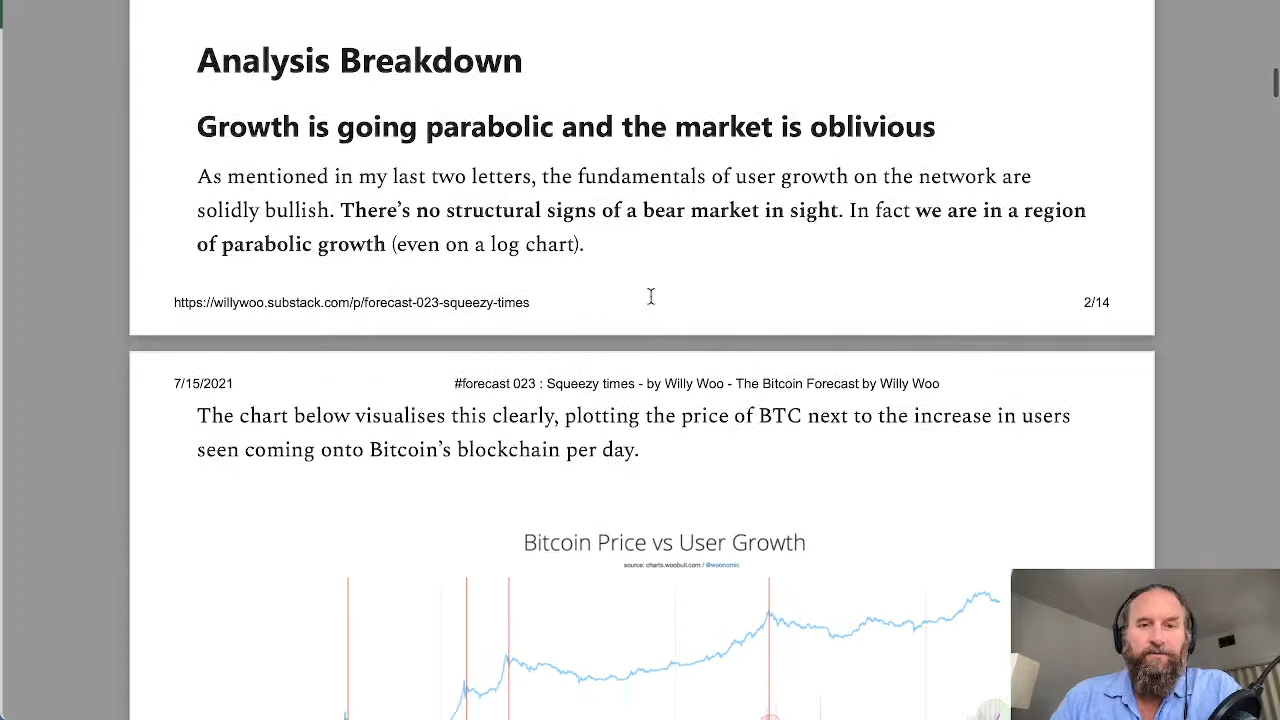 Analysis Breakdown
Growth is going parabolic and the market is oblivious
As mentioned in my last two letters, the fundamentals of user growth on the network are
solidly bullish. There’s no structural signs of a bear market in sight. In fact we are in a region
of parabolic growth (even on a log chart).
https://willywoo.substack.com/p/forecast-023-squeezy-times 2/14
7/15/2021 #forecast 023 : Squeezy times - by Willy Woo - The Bitcoin Forecast by Willy Woo
The chart below visualises this clearly, plotting the price of BTC next to the increase in users
seen coming onto Bitcoin’s blockchain per day.
Bitcoin Price vs User Growth
source: charts.woobull.com / @woonomic